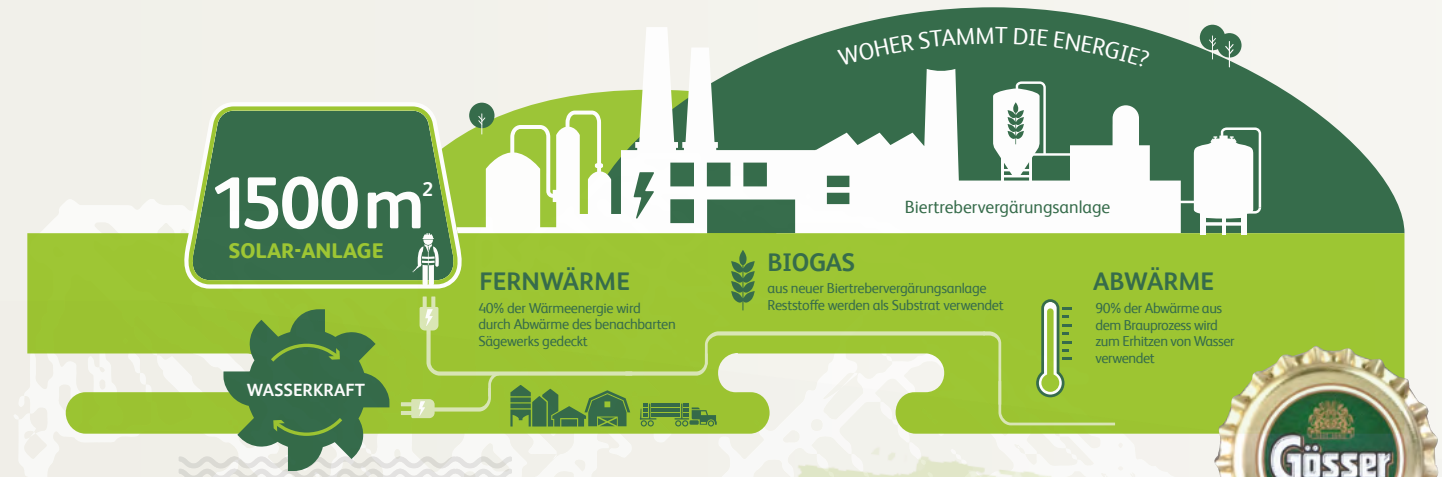 WOHER STAMMT DIE ENERGIE?
1500 m²
SOLAR-ANLAGE
Biertrebervergärungsanlage
FERNWÄRME
40% der Wärmeenergie wird
durch Abwärme des benachbarten
Sägewerks gedeckt
BIOGAS
aus neuer Biertrebervergärungsanlage
Reststoffe werden als Substrat verwendet
ABWÄRME
90% der Abwärme aus
dem Brauprozess wird
zum Erhitzen von Wasser
verwendet
WASSERKRAFT
Gösser